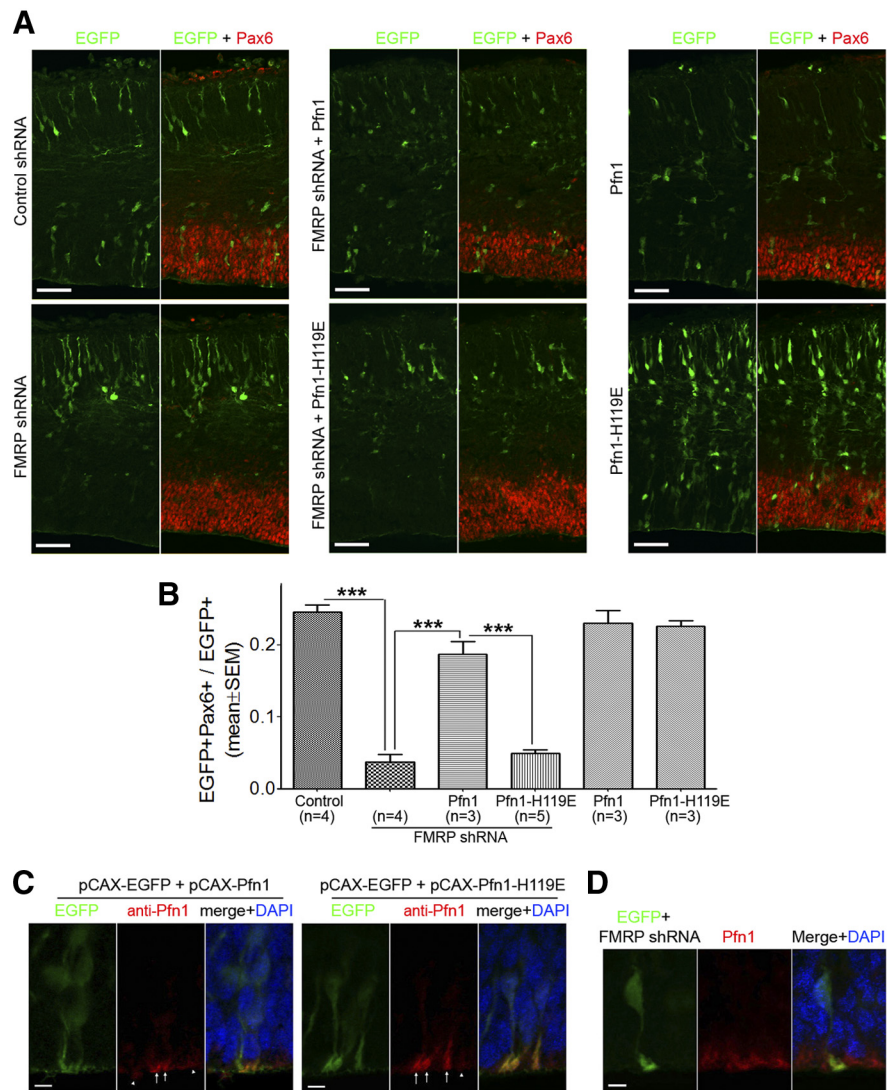 A
EGFP EGFP + Pax6 EGFP EGFP + Pax6 EGFP EGFP + Pax6
Control shRNA
FMRP shRNA + Pfn1
Pfn1
FMRP shRNA
FMRP shRNA + Pfn1-H119E
Pfn1-H119E
B
EGFP+Pax6+ / EGFP+
(mean±SEM)
0.2
0.1
0.0
*** *** ***
Control Pfn1 Pfn1-H119E Pfn1 Pfn1-H119E
(n=4) (n=4) (n=3) (n=5) (n=3) (n=3)
FMRP shRNA
C
pCAX-EGFP + pCAX-Pfn1 pCAX-EGFP + pCAX-Pfn1-H119E
EGFP anti-Pfn1 merge+DAPI EGFP anti-Pfn1 merge+DAPI
D
EGFP+
FMRP shRNA Pfn1 Merge+DAPI